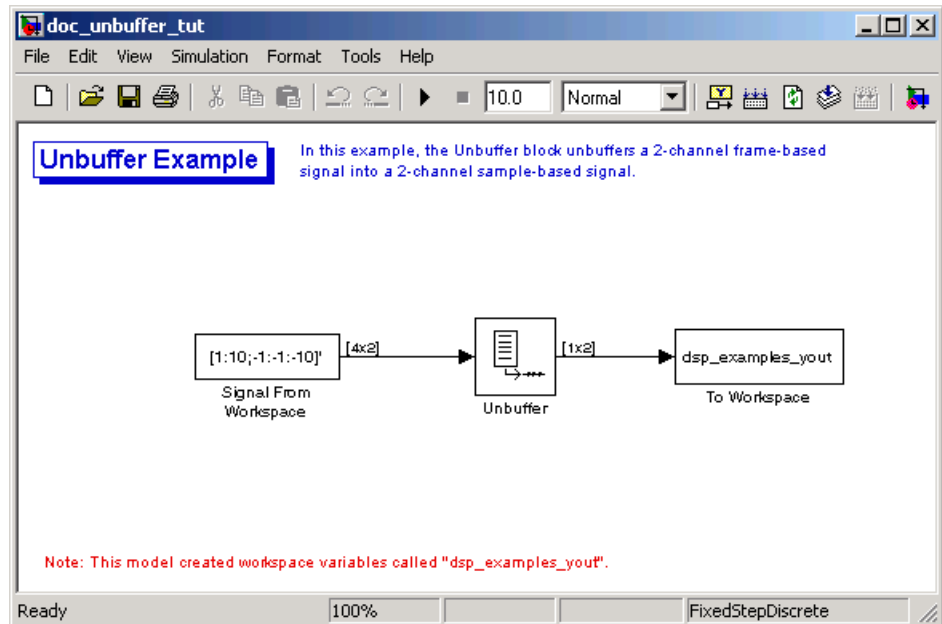 doc_unbuffer_tut
File Edit View Simulation Format Tools Help
10.0 Normal
Unbuffer Example
In this example, the Unbuffer block unbuffers a 2-channel frame-based
signal into a 2-channel sample-based signal.
[1:10;-1:-1:-10]'
[4x2]
[1x2]
dsp_examples_yout
Signal From
Workspace
Unbuffer
To Workspace
Note: This model created workspace variables called "dsp_examples_yout".
Ready 100% FixedStepDiscrete